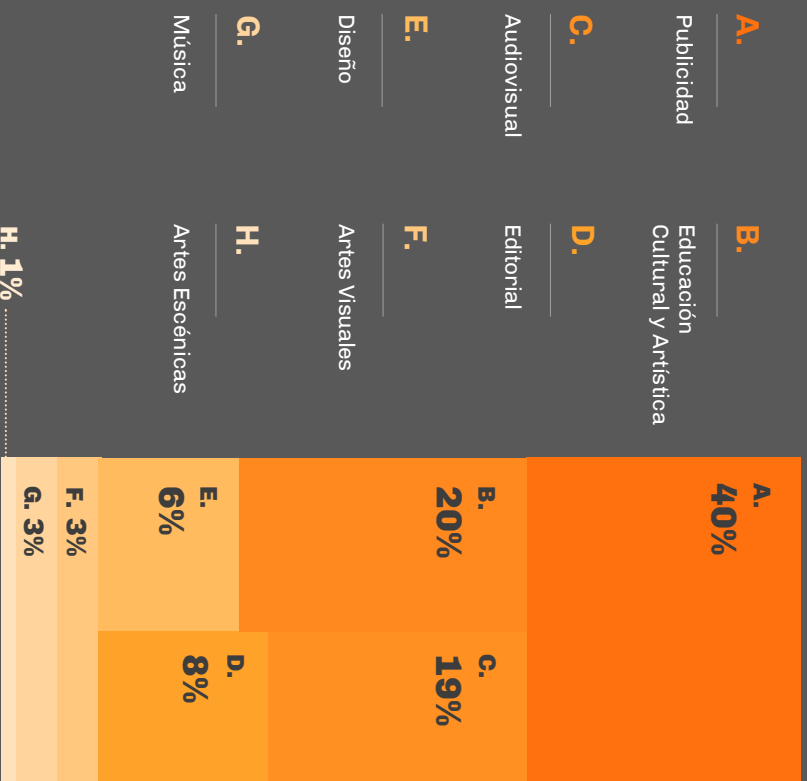 A.
Publicidad
B.
Educación
Cultural y Artística
C.
Audiovisual
D.
Editorial
E.
Diseño
F.
Artes Visuales
G.
Música
H.
Artes Escénicas
A.
40%
B.
20%
C.
19%
E.
6%
D.
8%
F. 3%
G. 3%
H. 1%